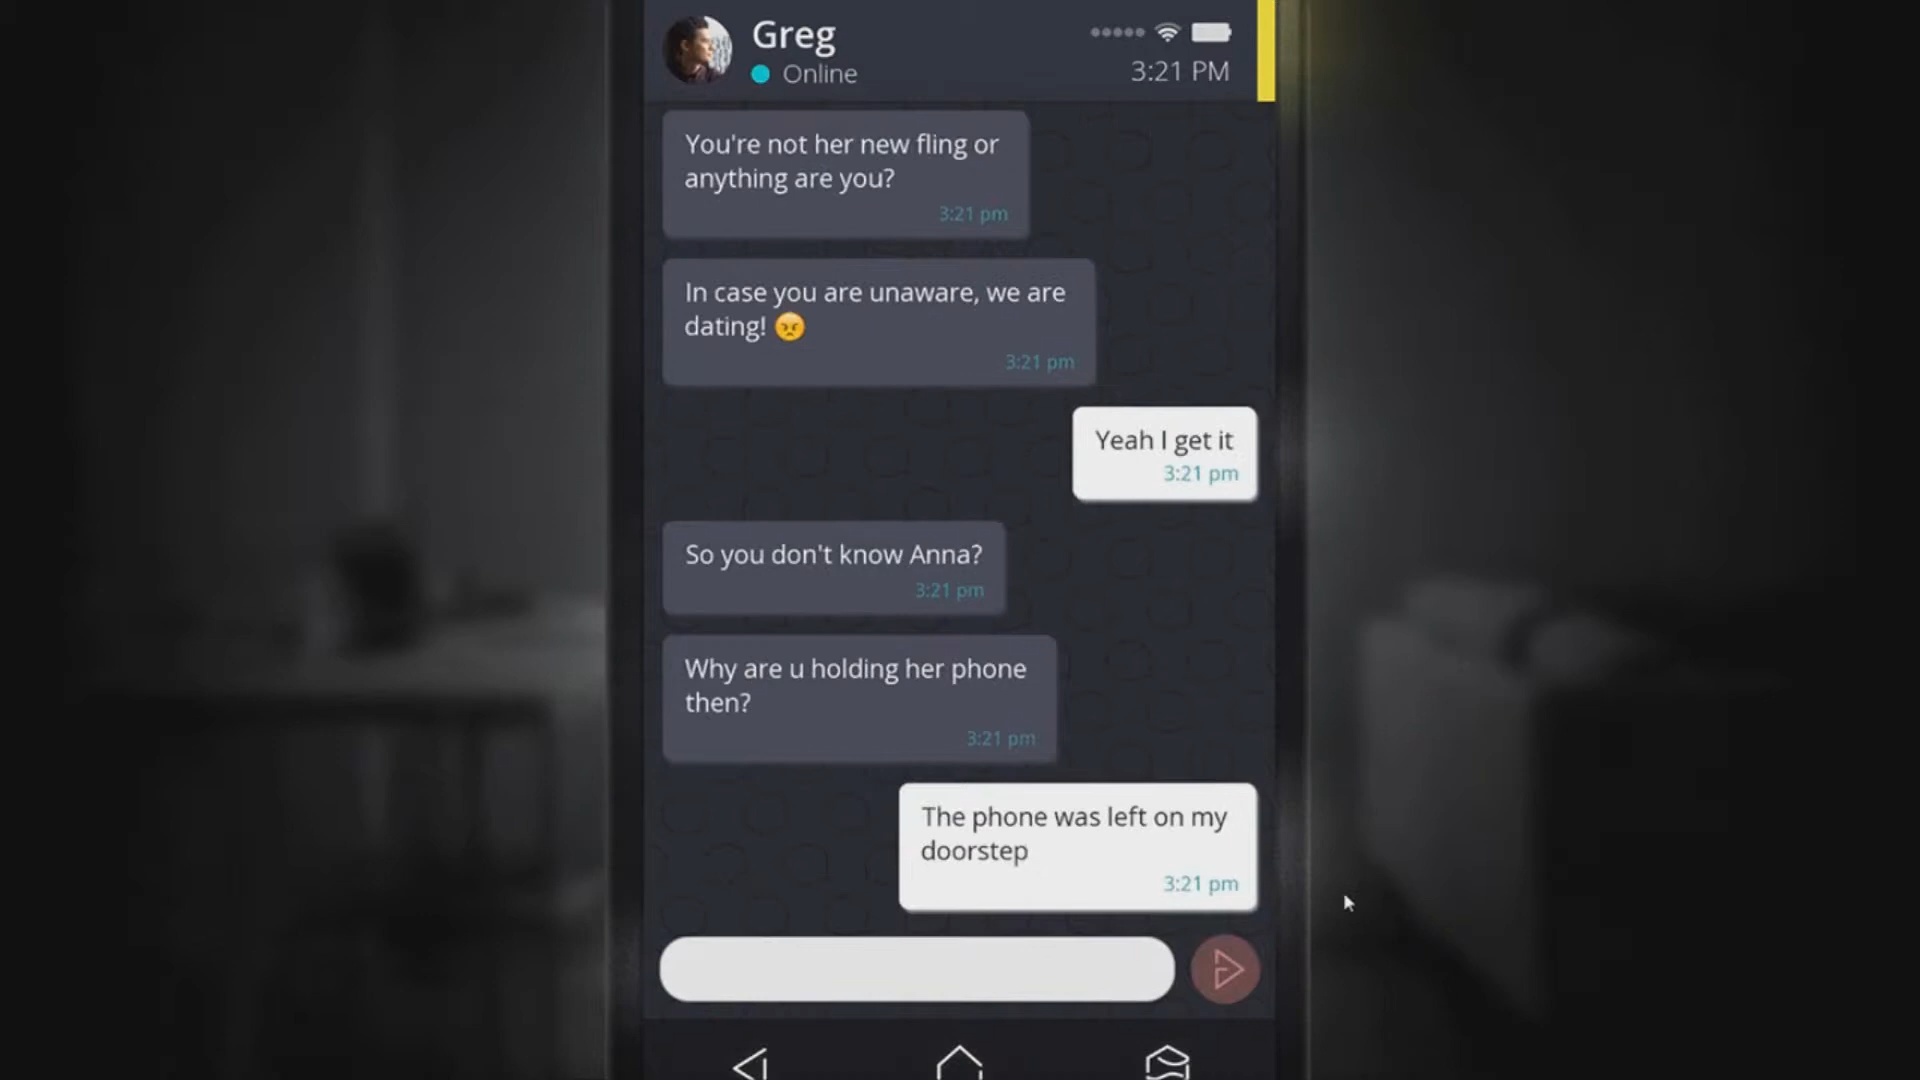 Greg
Online
3:21 PM
You're not her new fling or
anything are you?
3:21 pm
In case you are unaware, we are
dating! 😠
3:21 pm
Yeah I get it
3:21 pm
So you don't know Anna?
3:21 pm
Why are u holding her phone
then?
3:21 pm
The phone was left on my
doorstep
3:21 pm